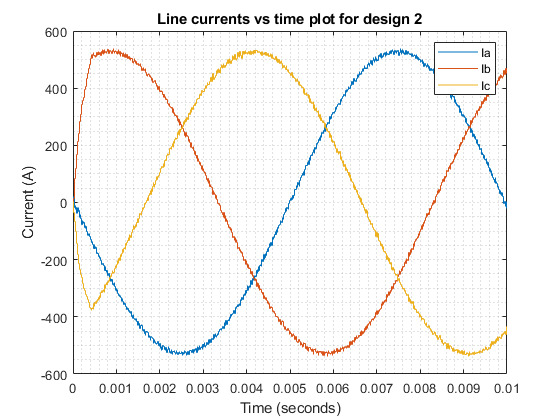 Line currents vs time plot for design 2
Ia
Ib
Ic
600
400
200
0
-200
-400
-600
Current (A)
0 0.001 0.002 0.003 0.004 0.005 0.006 0.007 0.008 0.009 0.01
Time (seconds)